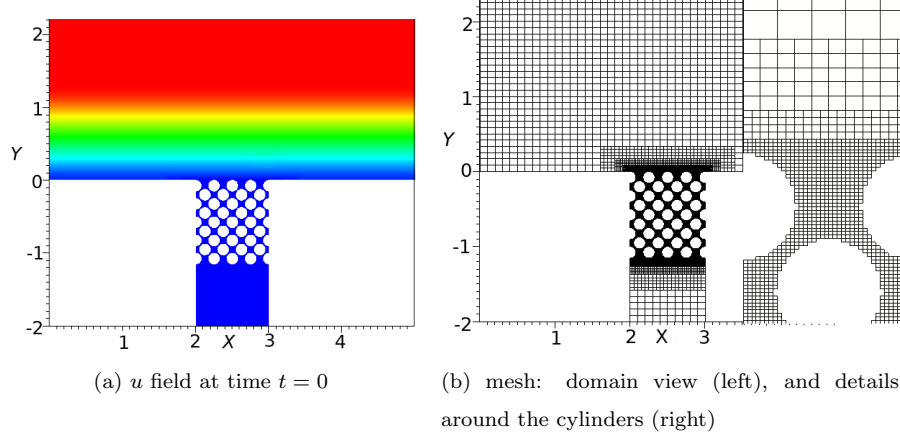 2
1
Y
0
-1
-2
1
2
X
3
4
2
1
Y
0
-1
-2
1
2
X
3
(a) u field at time t = 0
(b) mesh: domain view (left), and details
around the cylinders (right)